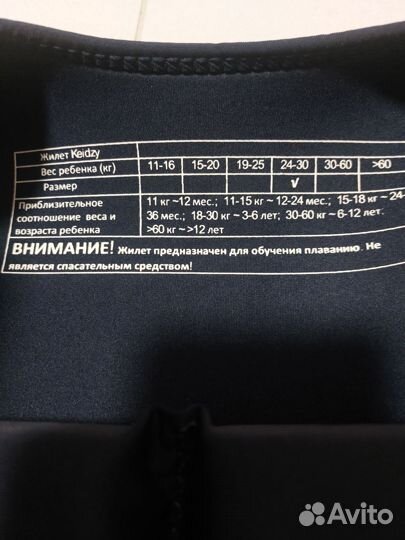 Жилет Keidzy
Вес ребенка (кг) 11-16 15-20 19-25 24-30 30-60 >60
Размер √
Приблизительное соотношение веса и возраста ребенка
11 кг ~12 мес.; 11-15 кг ~ 12-24 мес.; 15-18 кг ~ 24-
36 мес.; 18-30 кг ~ 3-6 лет; 30-60 кг ~ 6-12 лет.
>60 кг ~ >12 лет
ВНИМАНИЕ! Жилет предназначен для обучения плаванию. Не
является спасательным средством!
Avito